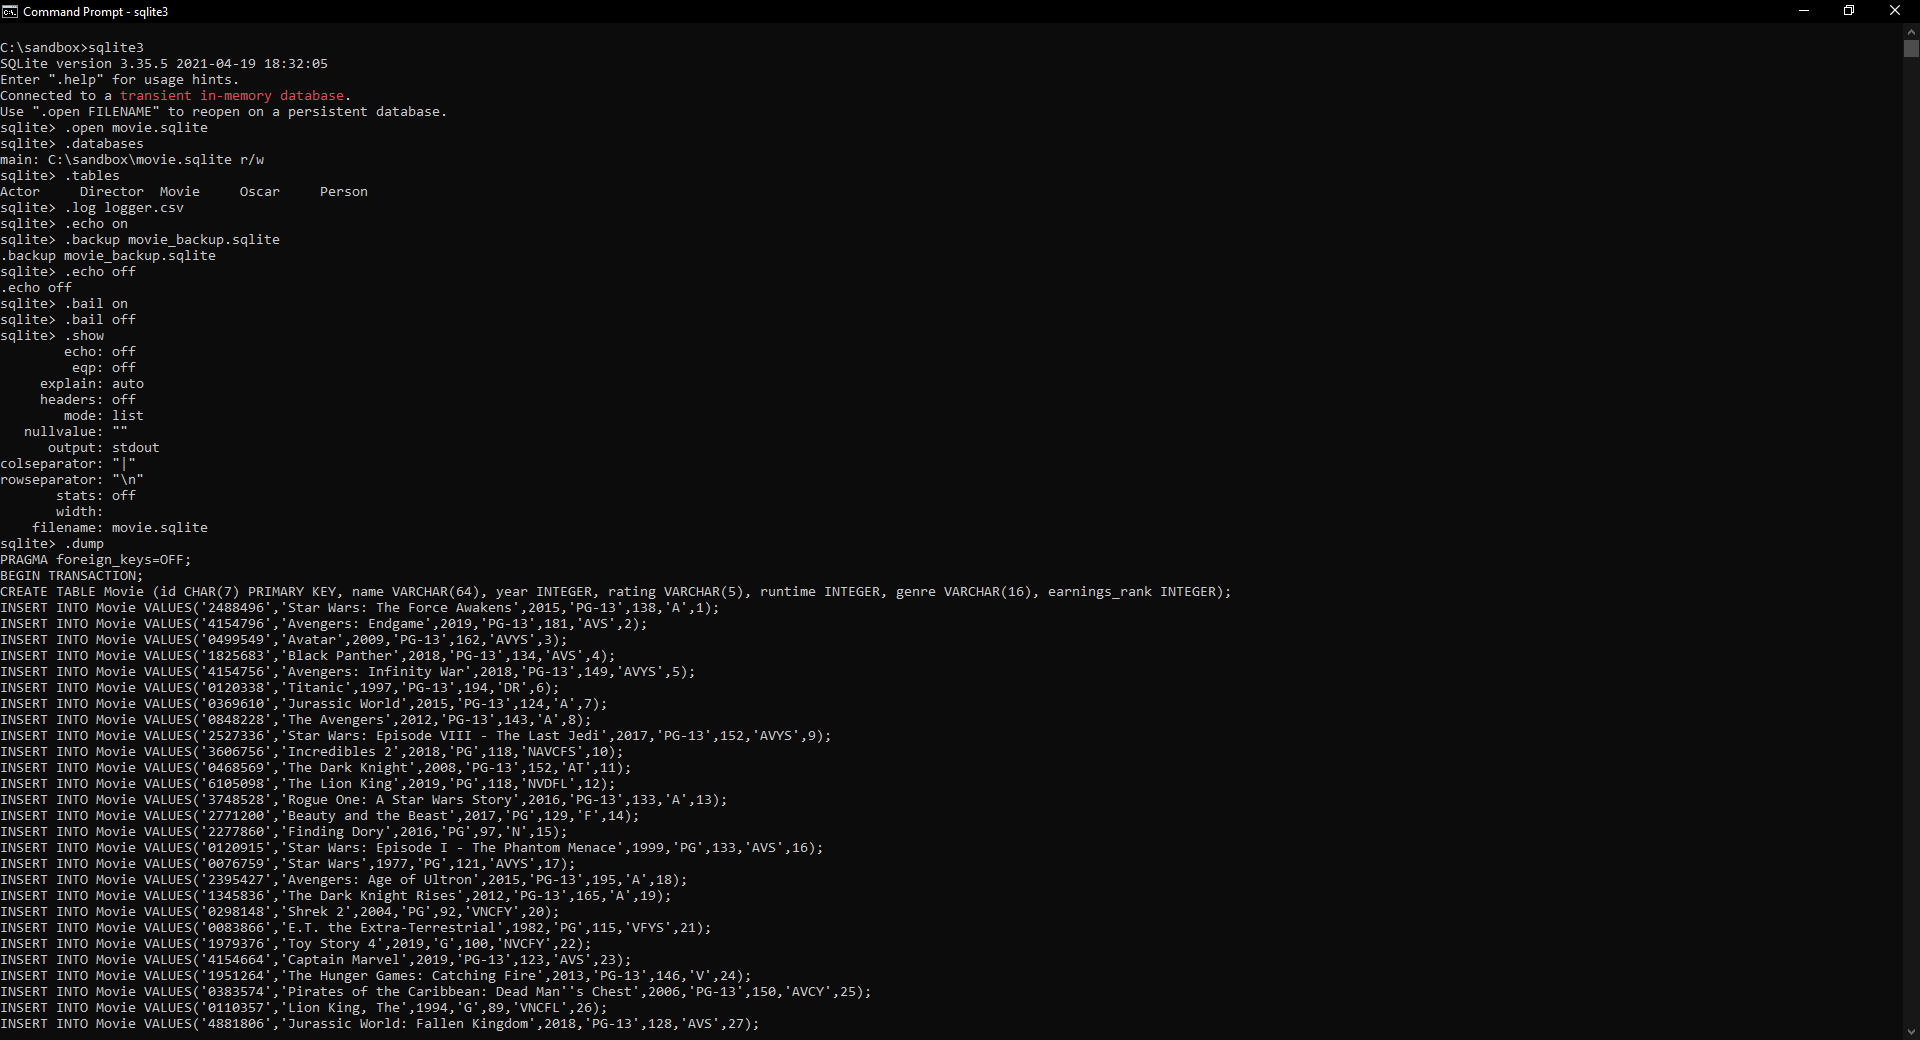 Command Prompt - sqlite3
C:\sandbox>sqlite3
SQLite version 3.35.5 2021-04-19 18:32:05
Enter ".help" for usage hints.
Connected to a transient in-memory database.
Use ".open FILENAME" to reopen on a persistent database.
sqlite> .open movie.sqlite
sqlite> .databases
main: C:\sandbox\movie.sqlite r/w
sqlite> .tables
Actor     Director  Movie     Oscar     Person
sqlite> .log logger.csv
sqlite> .echo on
sqlite> .backup movie_backup.sqlite
.backup movie_backup.sqlite
sqlite> .echo off
.echo off
sqlite> .bail on
sqlite> .bail off
sqlite> .show
        echo: off
         eqp: off
     explain: auto
     headers: off
        mode: list
   nullvalue: ""
      output: stdout
colseparator: "|"
rowseparator: "\n"
       stats: off
       width:
    filename: movie.sqlite
sqlite> .dump
PRAGMA foreign_keys=OFF;
BEGIN TRANSACTION;
CREATE TABLE Movie (id CHAR(7) PRIMARY KEY, name VARCHAR(64), year INTEGER, rating VARCHAR(5), runtime INTEGER, genre VARCHAR(16), earnings_rank INTEGER);
INSERT INTO Movie VALUES('2488496','Star Wars: The Force Awakens',2015,'PG-13',138,'A',1);
INSERT INTO Movie VALUES('4154796','Avengers: Endgame',2019,'PG-13',181,'AVS',2);
INSERT INTO Movie VALUES('0499549','Avatar',2009,'PG-13',162,'AVYS',3);
INSERT INTO Movie VALUES('1825683','Black Panther',2018,'PG-13',134,'AVS',4);
INSERT INTO Movie VALUES('4154756','Avengers: Infinity War',2018,'PG-13',149,'AVYS',5);
INSERT INTO Movie VALUES('0120338','Titanic',1997,'PG-13',194,'DR',6);
INSERT INTO Movie VALUES('0369610','Jurassic World',2015,'PG-13',124,'A',7);
INSERT INTO Movie VALUES('0848228','The Avengers',2012,'PG-13',143,'A',8);
INSERT INTO Movie VALUES('2527336','Star Wars: Episode VIII - The Last Jedi',2017,'PG-13',152,'AVYS',9);
INSERT INTO Movie VALUES('3606756','Incredibles 2',2018,'PG',118,'NAVCFS',10);
INSERT INTO Movie VALUES('0468569','The Dark Knight',2008,'PG-13',152,'AT',11);
INSERT INTO Movie VALUES('6105098','The Lion King',2019,'PG',118,'NVDFL',12);
INSERT INTO Movie VALUES('3748528','Rogue One: A Star Wars Story',2016,'PG-13',133,'A',13);
INSERT INTO Movie VALUES('2771200','Beauty and the Beast',2017,'PG',129,'F',14);
INSERT INTO Movie VALUES('2277860','Finding Dory',2016,'PG',97,'N',15);
INSERT INTO Movie VALUES('0120915','Star Wars: Episode I - The Phantom Menace',1999,'PG',133,'AVS',16);
INSERT INTO Movie VALUES('0076759','Star Wars',1977,'PG',121,'AVYS',17);
INSERT INTO Movie VALUES('2395427','Avengers: Age of Ultron',2015,'PG-13',195,'A',18);
INSERT INTO Movie VALUES('1345836','The Dark Knight Rises',2012,'PG-13',165,'A',19);
INSERT INTO Movie VALUES('0298148','Shrek 2',2004,'PG',92,'VNCFY',20);
INSERT INTO Movie VALUES('0083866','E.T. the Extra-Terrestrial',1982,'PG',115,'VFYS',21);
INSERT INTO Movie VALUES('1979376','Toy Story 4',2019,'G',100,'NVCFY',22);
INSERT INTO Movie VALUES('4154664','Captain Marvel',2019,'PG-13',123,'AVS',23);
INSERT INTO Movie VALUES('1951264','The Hunger Games: Catching Fire',2013,'PG-13',146,'V',24);
INSERT INTO Movie VALUES('0383574','Pirates of the Caribbean: Dead Man''s Chest',2006,'PG-13',150,'AVCY',25);
INSERT INTO Movie VALUES('0110357','Lion King, The',1994,'G',89,'VNCFL',26);
INSERT INTO Movie VALUES('4881806','Jurassic World: Fallen Kingdom',2018,'PG-13',128,'AVS',27);